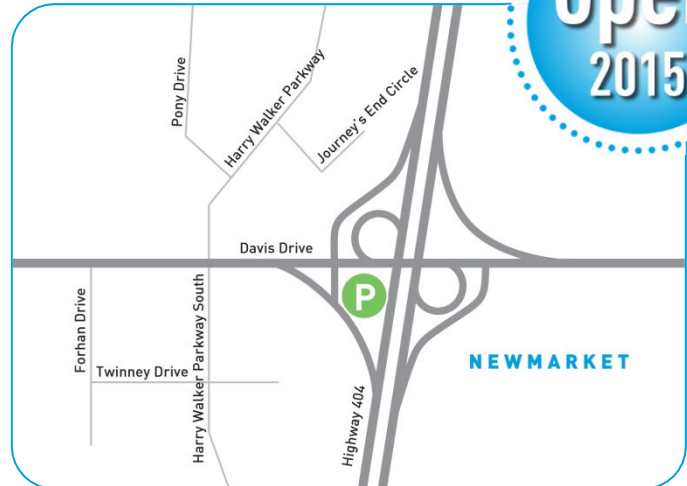 2015
Pony Drive
Harry Walker Parkway
Journey's End Circle
Davis Drive
P
Forhan Drive
Twinney Drive
Harry Walker Parkway South
Highway 404
NEWMARKET